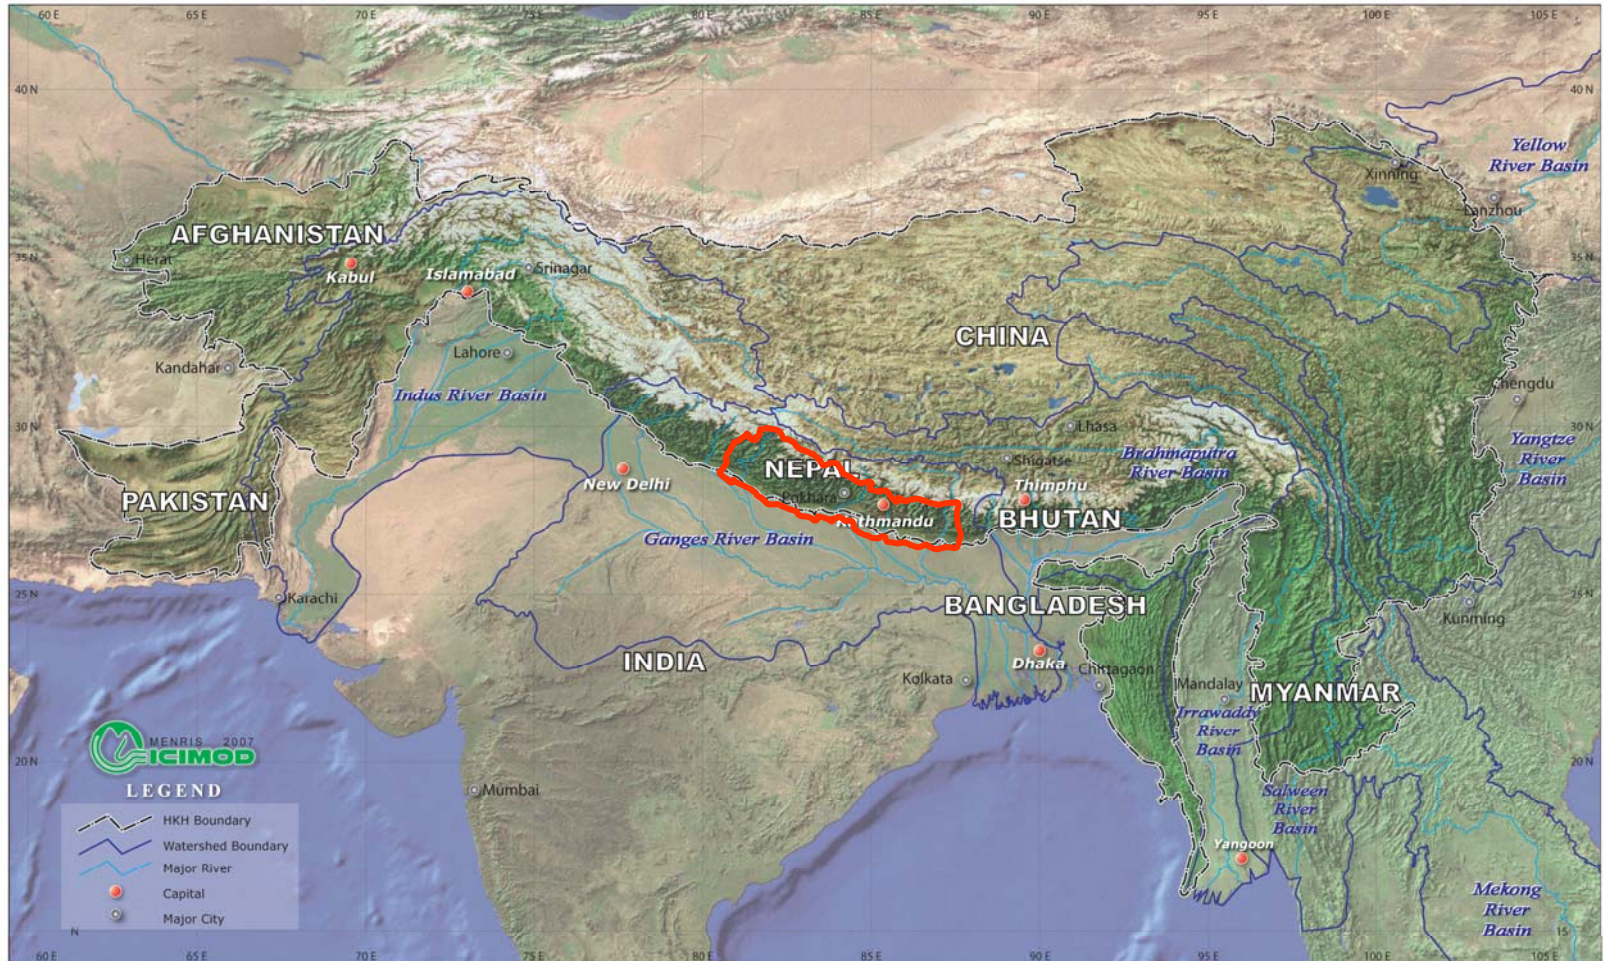 60 E
65 E
70 E
75 E
80 E
85 E
90 E
95 E
100 E
105 E
40 N
40 N
Yellow
River Basin
Xinning
Lanzhou
AFGHANISTAN
35 N
Herat
Kabul
Islamabad
Srinagar
35 N
CHINA
Lahore
Kandahar
Indus River Basin
Chengdu
30 N
Lhasa
30 N
Yangtze
River
Basin
NEPAL
Shigatse
Brahmaputra
River Basin
New Delhi
Pokhara
Thimphu
PAKISTAN
Kathmandu
BHUTAN
Ganges River Basin
25 N
Karachi
BANGLADESH
25 N
Kunming
INDIA
Dhaka
Chittagaon
Kolkata
Mandalay
MYANMAR
Irrawaddy
River
Basin
MENRIS 2007
ICIMOD
20 N
20 N
LEGEND
Mumbai
Salween
River
Basin
HKH Boundary
Watershed Boundary
Major River
Capital
Major City
Yangoon
Mekong
River
Basin
N
15
60 E
65 E
70 E
75 E
80 E
85 E
90 E
95 E
100 E
105 E